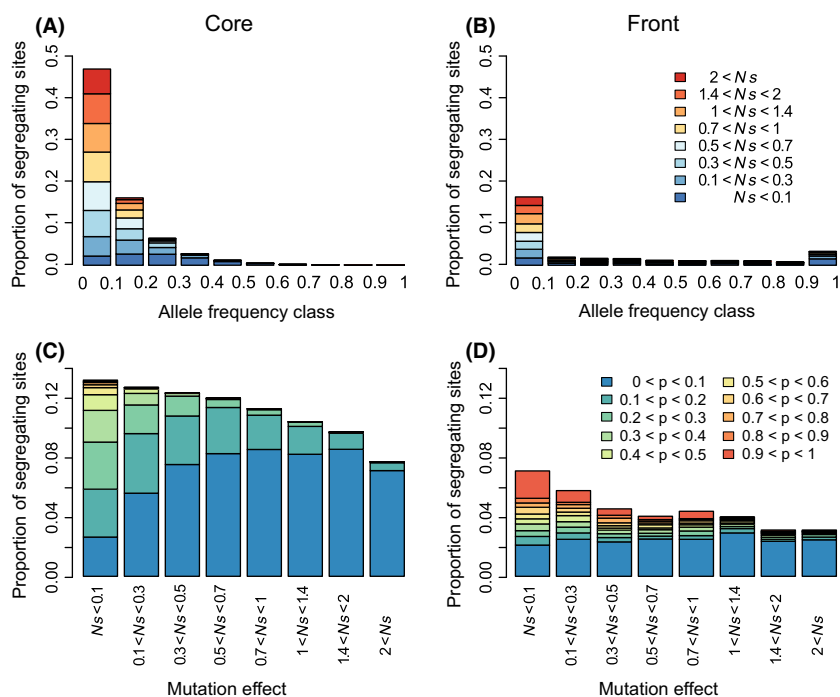 (A)
Core
Proportion of segregating sites
0.0
0.1
0.2
0.3
0.4
0.5
0
0.1
0.2
0.3
0.4
0.5
0.6
0.7
0.8
0.9
1
Allele frequency class
(B)
Front
Proportion of segregating sites
0.0
0.1
0.2
0.3
0.4
0.5
2 < Ns
1.4 < Ns < 2
1 < Ns < 1.4
0.7 < Ns < 1
0.5 < Ns < 0.7
0.3 < Ns < 0.5
0.1 < Ns < 0.3
Ns < 0.1
0
0.1
0.2
0.3
0.4
0.5
0.6
0.7
0.8
0.9
1
Allele frequency class
(C)
Proportion of segregating sites
0.00
0.04
0.08
0.12
Ns < 0.1
0.1 < Ns < 0.3
0.3 < Ns < 0.5
0.5 < Ns < 0.7
0.7 < Ns < 1
1 < Ns < 1.4
1.4 < Ns < 2
2 < Ns
Mutation effect
(D)
Proportion of segregating sites
0.00
0.04
0.08
0.12
0 < p < 0.1
0.1 < p < 0.2
0.2 < p < 0.3
0.3 < p < 0.4
0.4 < p < 0.5
0.5 < p < 0.6
0.6 < p < 0.7
0.7 < p < 0.8
0.8 < p < 0.9
0.9 < p < 1
Ns < 0.1
0.1 < Ns < 0.3
0.3 < Ns < 0.5
0.5 < Ns < 0.7
0.7 < Ns < 1
1 < Ns < 1.4
1.4 < Ns < 2
2 < Ns
Mutation effect